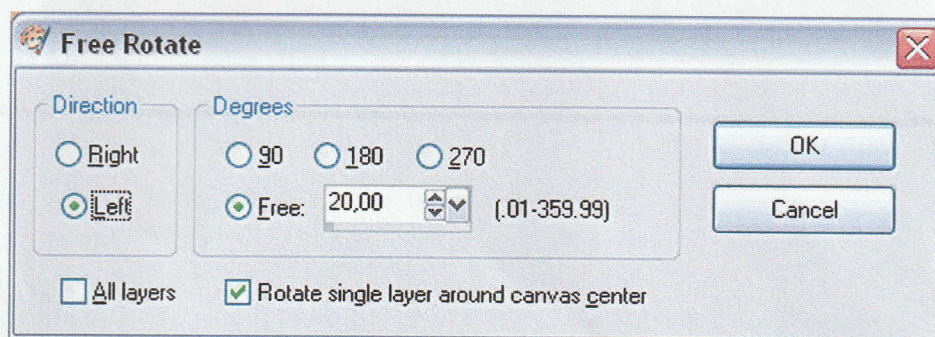 Free Rotate
Direction
Right
Left
Degrees
90 180 270
Free: 20,00 (.01-359.99)
OK
Cancel
All layers
Rotate single layer around canvas center